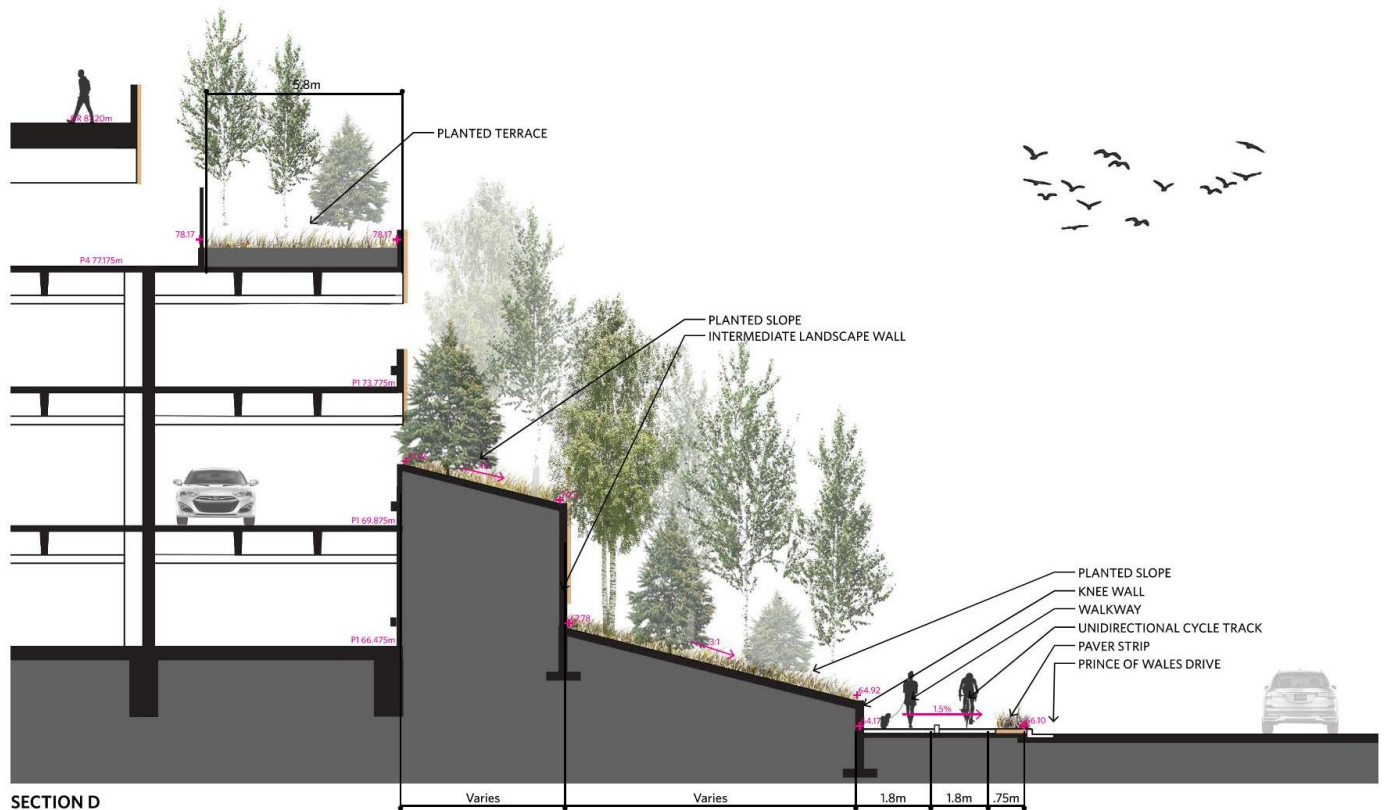 5.8m
PLANTED TERRACE
78.17
78.17
P4 77.175m
PLANTED SLOPE
INTERMEDIATE LANDSCAPE WALL
P1 73.775m
P1 69.875m
67.78
P1 66.475m
3:1
PLANTED SLOPE
KNEE WALL
WALKWAY
UNIDIRECTIONAL CYCLE TRACK
PAVER STRIP
PRINCE OF WALES DRIVE
64.92
1.5%
64.17
66.10
SECTION D
Varies
Varies
1.8m
1.8m
.75m